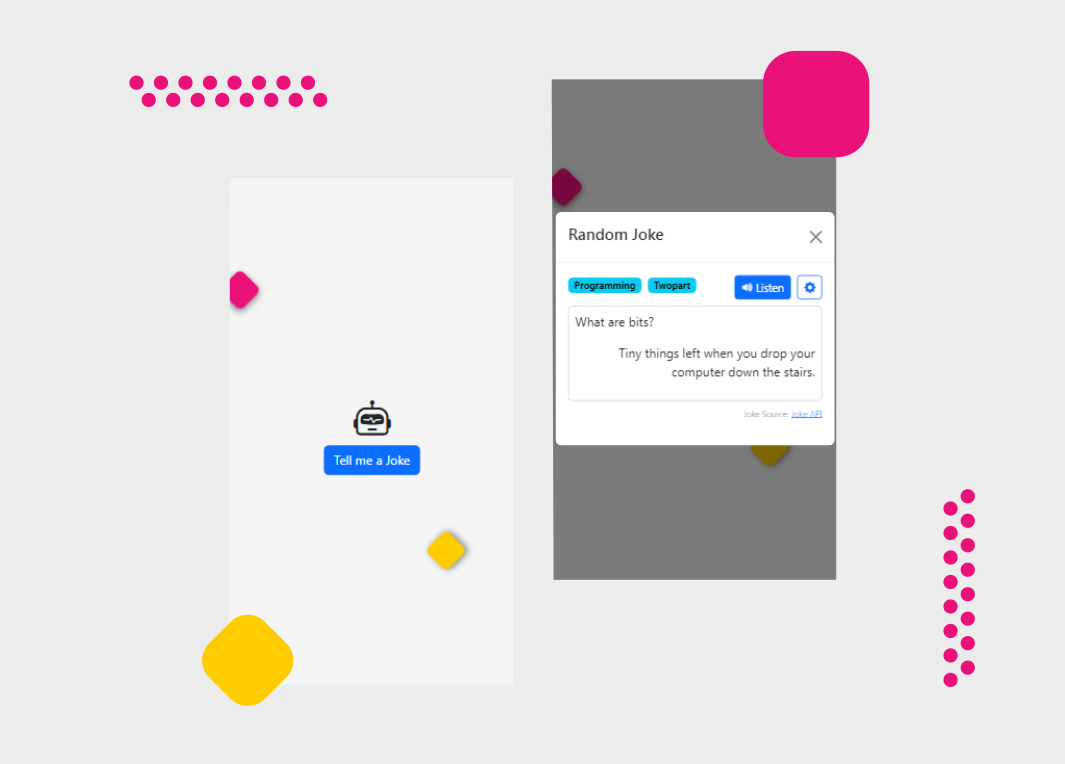 Tell me a Joke
Random Joke
Programming Twopart Listen
What are bits?
Tiny things left when you drop your
computer down the stairs.
Joke Source: Joke API